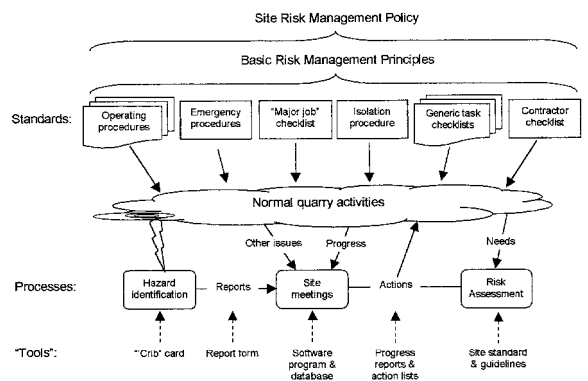 Site Risk Management Policy
Basic Risk Management Principles
Standards:
Operating procedures
Emergency procedures
"Major job" checklist
Isolation procedure
Generic task checklists
Contractor checklist
Normal quarry activities
Other issues
Progress
Needs
Processes:
Hazard identification
Reports
Site meetings
Actions
Risk Assessment
"Tools":
"'Crib" card
Report form
Software program & database
Progress reports & action lists
Site standard & guidelines